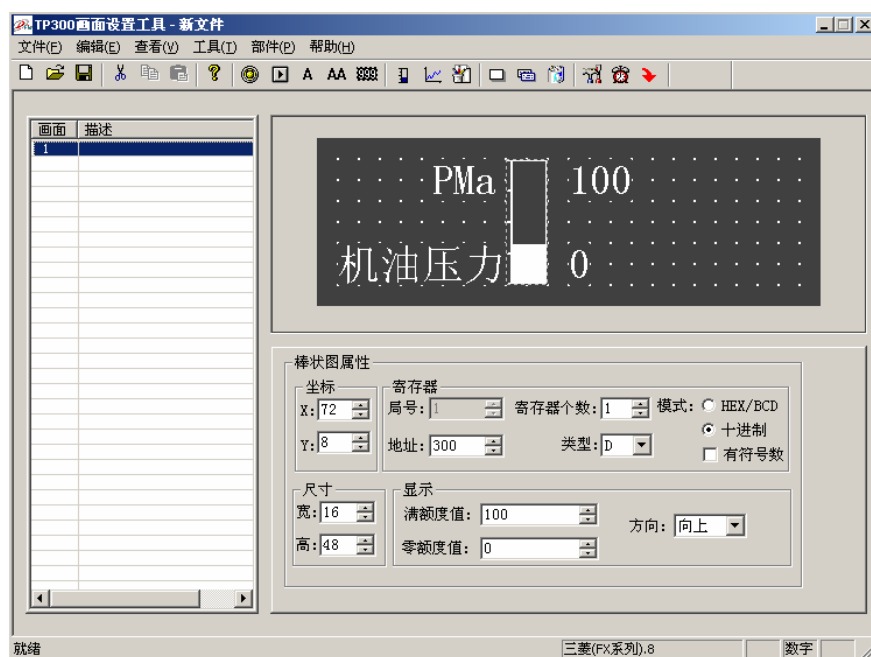 TP300画面设置工具 - 新文件
文件(F) 编辑(E) 查看(V) 工具(T) 部件(P) 帮助(H)
A AA
画面 描述
1
PMa 100
机油压力 0
棒状图属性
坐标 寄存器
X: 72 局号: 1 寄存器个数: 1 模式: HEX/BCD
十进制
Y: 8 地址: 300 类型: D
有符号数
尺寸 显示
宽: 16 满额度值: 100
方向: 向上
高: 48 零额度值: 0
就绪 三菱(FX系列).8 数字